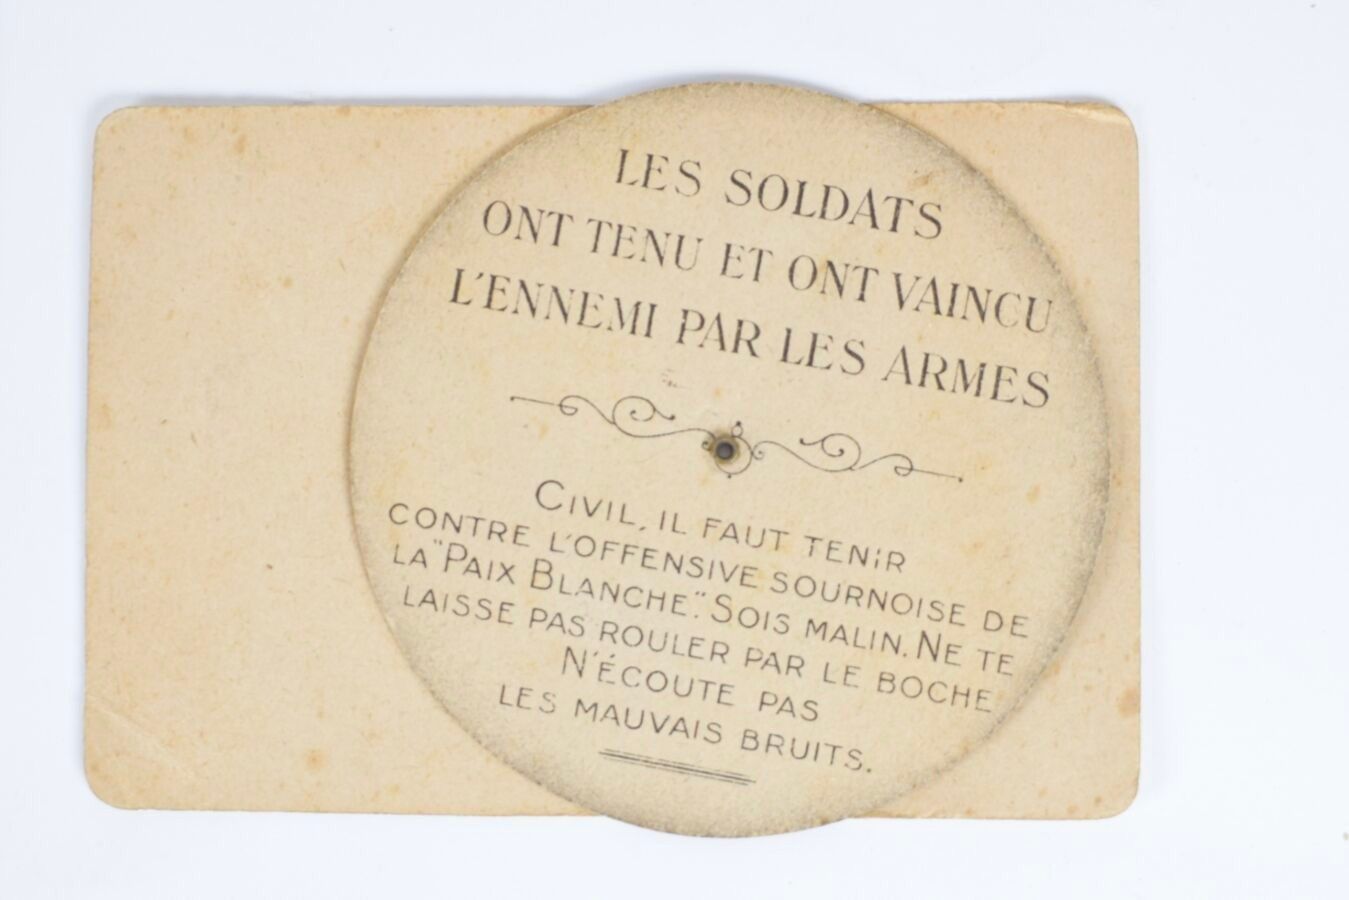 LES SOLDATS
ONT TENU ET ONT VAINCU
L'ENNEMI PAR LES ARMES
CIVIL, IL FAUT TENIR
CONTRE L'OFFENSIVE SOURNOISE DE
LA "PAIX BLANCHE". SOIS MALIN. NE TE
LAISSE PAS ROULER PAR LE BOCHE
N'ÉCOUTE PAS
LES MAUVAIS BRUITS.